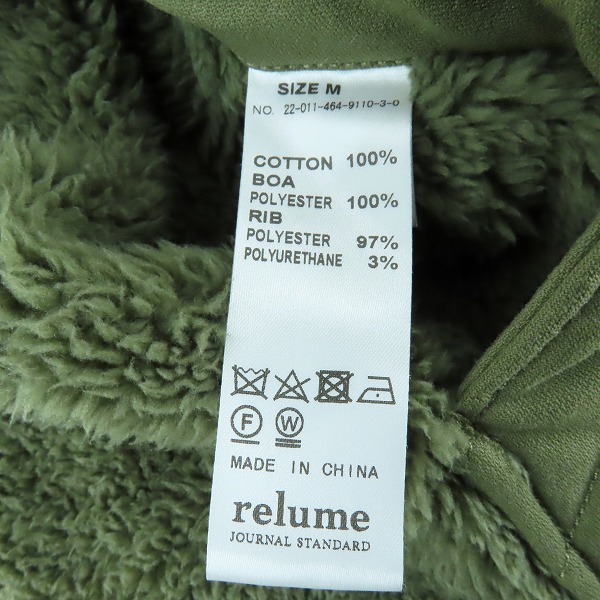 SIZE M
NO. 22-011-464-9110-3-0
COTTON 100%
BOA
POLYESTER 100%
RIB
POLYESTER 97%
POLYURETHANE 3%
F W
MADE IN CHINA
relume
JOURNAL STANDARD